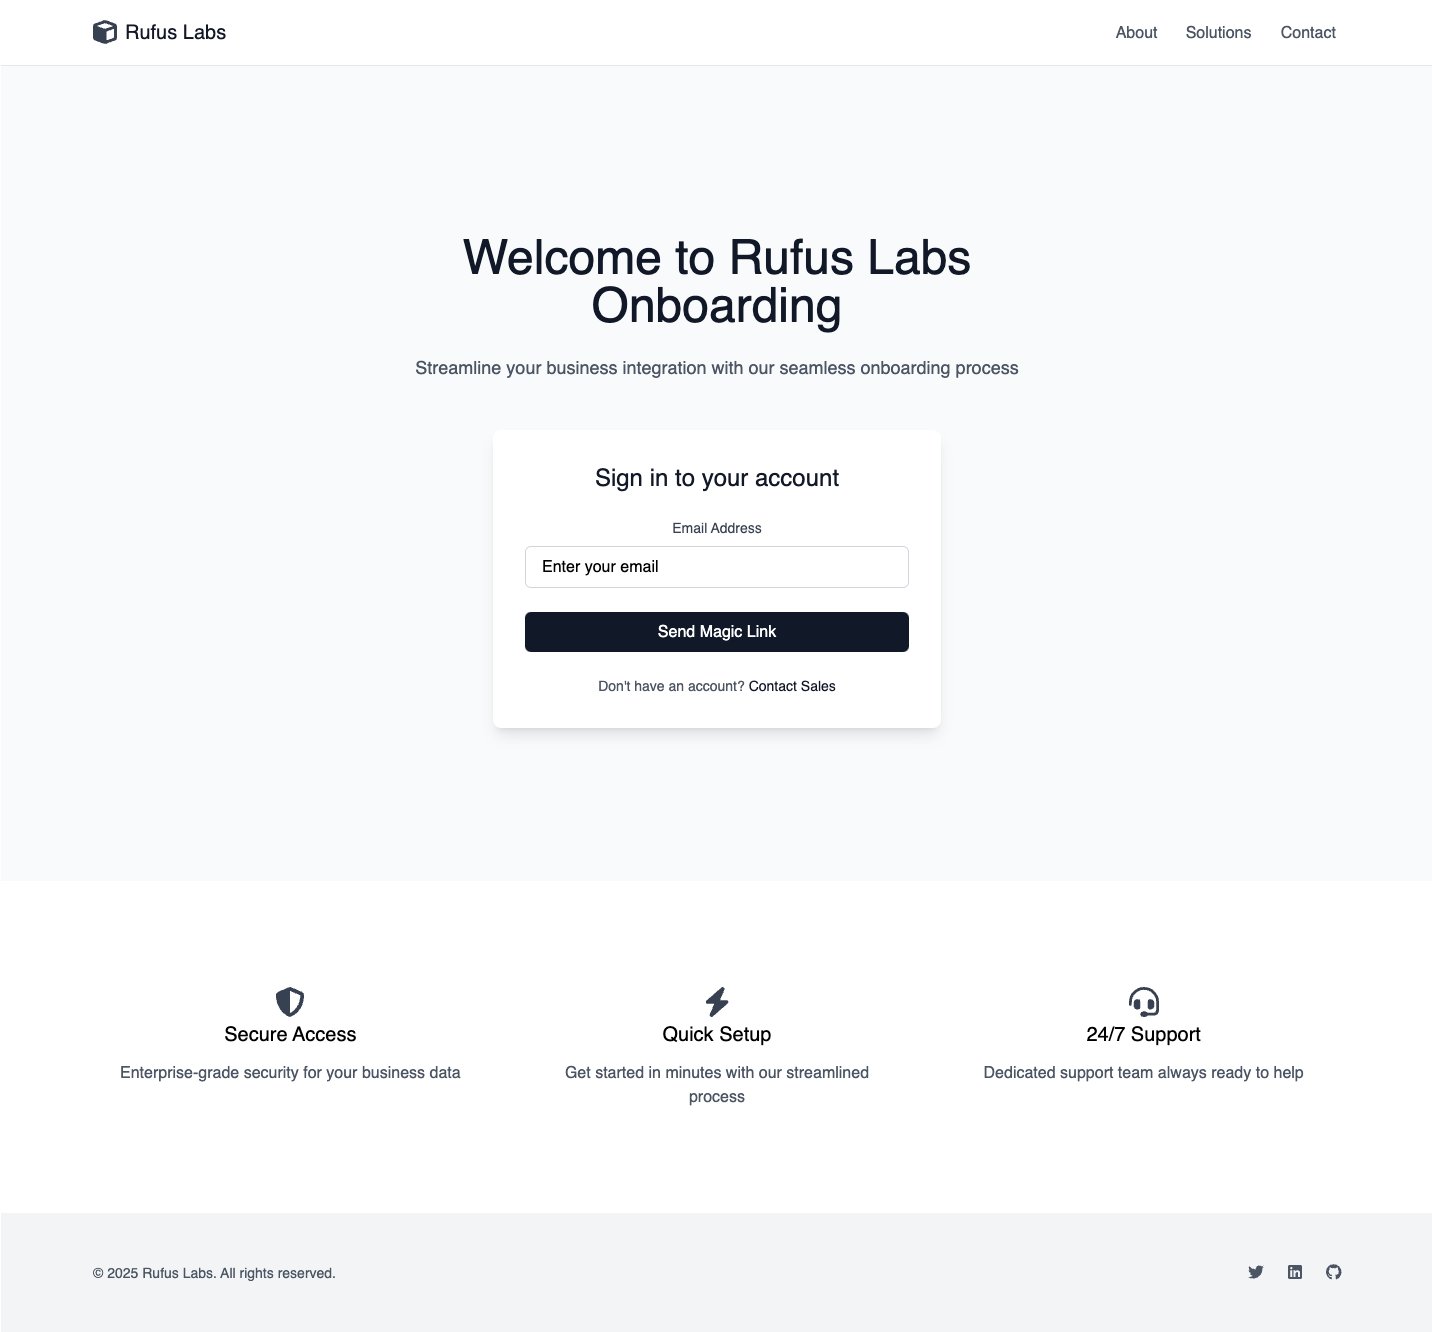 Rufus Labs
About
Solutions
Contact
Welcome to Rufus Labs
Onboarding
Streamline your business integration with our seamless onboarding process
Sign in to your account
Email Address
Enter your email
Send Magic Link
Don't have an account? Contact Sales
Secure Access
Enterprise-grade security for your business data
Quick Setup
Get started in minutes with our streamlined
process
24/7 Support
Dedicated support team always ready to help
© 2025 Rufus Labs. All rights reserved.